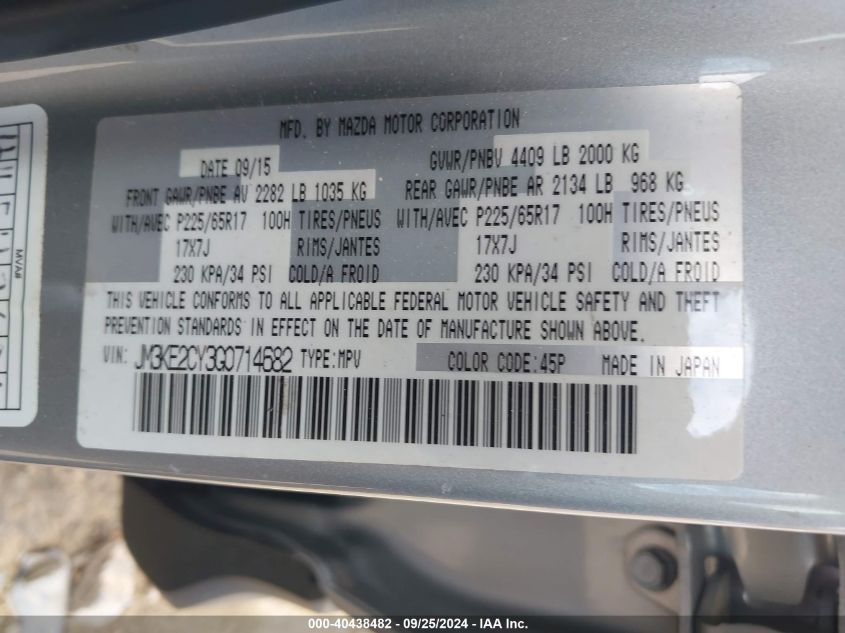 MFD. BY MAZDA MOTOR CORPORATION
DATE 09/15 GVWR/PNBV 4409 LB 2000 KG
FRONT GAWR/PNBE AV 2282 LB 1035 KG REAR GAWR/PNBE AR 2134 LB 968 KG
WITH/AVEC P225/65R17 100H TIRES/PNEUS WITH/AVEC P225/65R17 100H TIRES/PNEUS
17X7J RIMS/JANTES 17X7J RIMS/JANTES
230 KPA/34 PSI COLD/A FROID 230 KPA/34 PSI COLD/A FROID
THIS VEHICLE CONFORMS TO ALL APPLICABLE FEDERAL MOTOR VEHICLE SAFETY AND THEFT
PREVENTION STANDARDS IN EFFECT ON THE DATE OF MANUFACTURE SHOWN ABOVE.
VIN: JM3KE2CY3G0714682 TYPE:MPV COLOR CODE:45P MADE IN JAPAN
MVA#
000-40438482 - 09/25/2024 - IAA Inc.